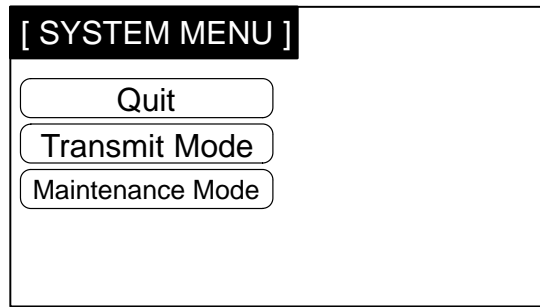 [ SYSTEM MENU ]
Quit
Transmit Mode
Maintenance Mode